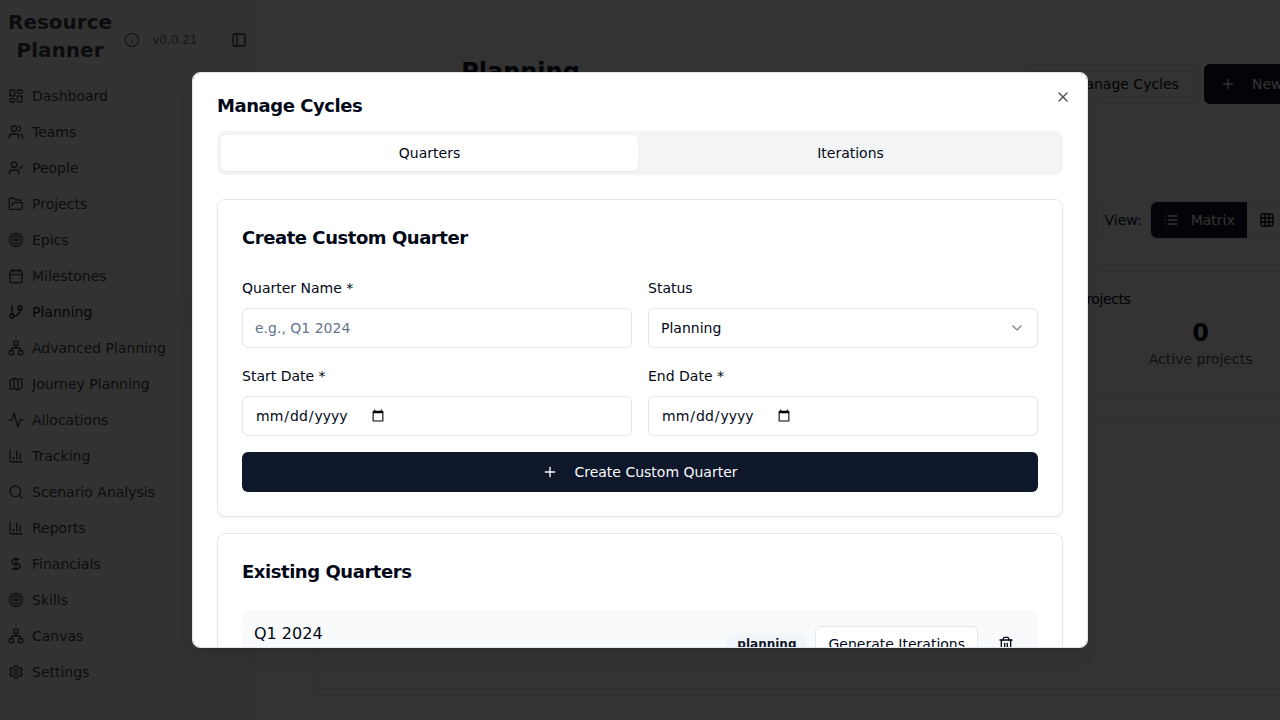 Resource
Planner
v0.0.21
Dashboard
Teams
People
Projects
Epics
Milestones
Planning
Advanced Planning
Journey Planning
Allocations
Tracking
Scenario Analysis
Reports
Financials
Skills
Canvas
Settings
Planning
Manage Cycles
New
View:
Matrix
rojects
0
Active projects
Manage Cycles
Quarters
Iterations
Create Custom Quarter
Quarter Name *
Status
e.g., Q1 2024
Planning
Start Date *
End Date *
mm/dd/yyyy
mm/dd/yyyy
Create Custom Quarter
Existing Quarters
Q1 2024
planning
Generate Iterations